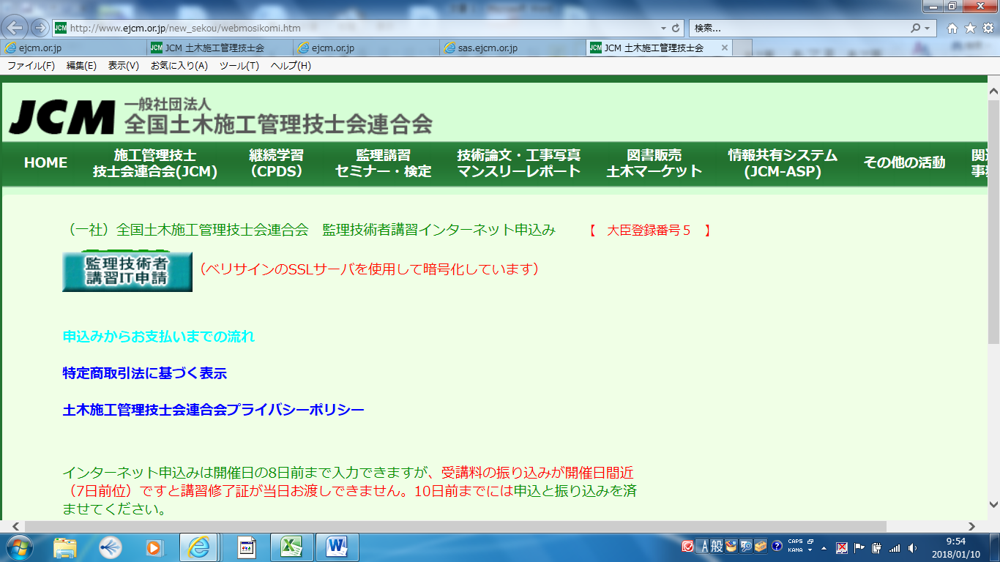 http://www.ejcm.or.jp/new_sekou/webmosikomi.htm
検索...
ejcm.or.jp
JCM 土木施工管理技士会
ejcm.or.jp
sas.ejcm.or.jp
JCM 土木施工管理技士会
ファイル(F) 編集(E) 表示(V) お気に入り(A) ツール(T) ヘルプ(H)
JCM 一般社団法人
全国土木施工管理技士会連合会
HOME
施工管理技士
技士会連合会(JCM)
継続学習
（CPDS）
監理講習
セミナー・検定
技術論文・工事写真
マンスリーレポート
図書販売
土木マーケット
情報共有システム
(JCM-ASP)
その他の活動
（一社）全国土木施工管理技士会連合会 監理技術者講習インターネット申込み 【 大臣登録番号５ 】
監理技術者
講習IT申請
（ベリサインのSSLサーバを使用して暗号化しています）
申込みからお支払いまでの流れ
特定商取引法に基づく表示
土木施工管理技士会連合会プライバシーポリシー
インターネット申込みは開催日の8日前まで入力できますが、受講料の振り込みが開催日間近
（7日前位）ですと講習修了証が当日お渡しできません。10日前までには申込と振り込みを済
ませてください。
A 般
CAPS
KANA
9:54
2018/01/10